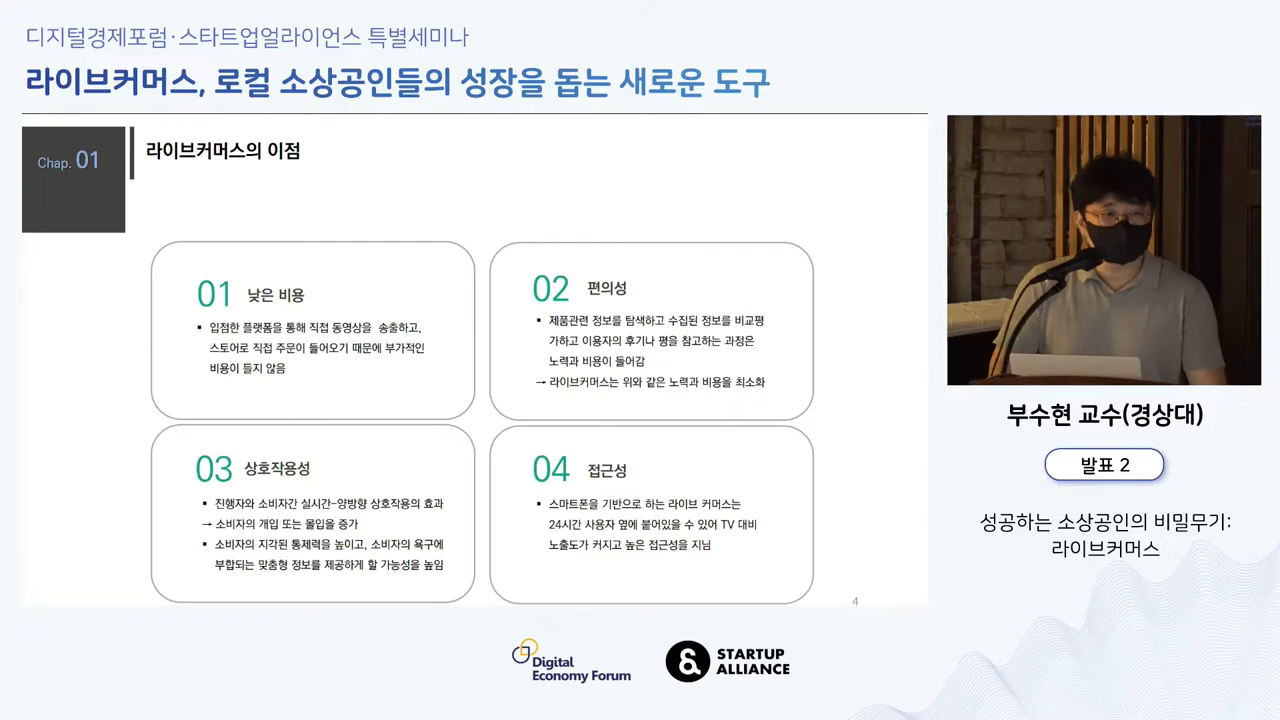 디지털경제포럼·스타트업얼라이언스 특별세미나
라이브커머스, 로컬 소상공인들의 성장을 돕는 새로운 도구
Chap. 01
라이브커머스의 이점
01 낮은 비용
▪ 입점한 플랫폼을 통해 직접 동영상을 송출하고,
스토어로 직접 주문이 들어오기 때문에 부가적인
비용이 들지 않음
02 편의성
▪ 제품관련 정보를 탐색하고 수집된 정보를 비교평
가하고 이용자의 후기나 평을 참고하는 과정은
노력과 비용이 들어감
→ 라이브커머스는 위와 같은 노력과 비용을 최소화
03 상호작용성
▪ 진행자와 소비자간 실시간-양방향 상호작용의 효과
→ 소비자의 개입 또는 몰입을 증가
▪ 소비자의 지각된 통제력을 높이고, 소비자의 욕구에
부합되는 맞춤형 정보를 제공하게 할 가능성을 높임
04 접근성
▪ 스마트폰을 기반으로 하는 라이브 커머스는
24시간 사용자 옆에 붙어있을 수 있어 TV 대비
노출도가 커지고 높은 접근성을 지님
4
부수현 교수(경상대)
발표 2
성공하는 소상공인의 비밀무기:
라이브커머스
Digital
Economy Forum
&
STARTUP
ALLIANCE